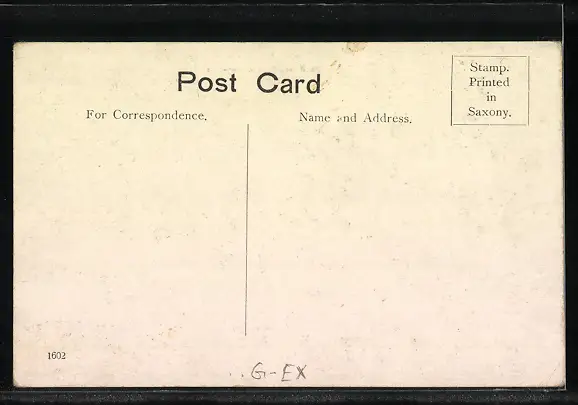 Post Card
For Correspondence.
Name and Address.
Stamp.
Printed
in
Saxony.
1602
G-EX